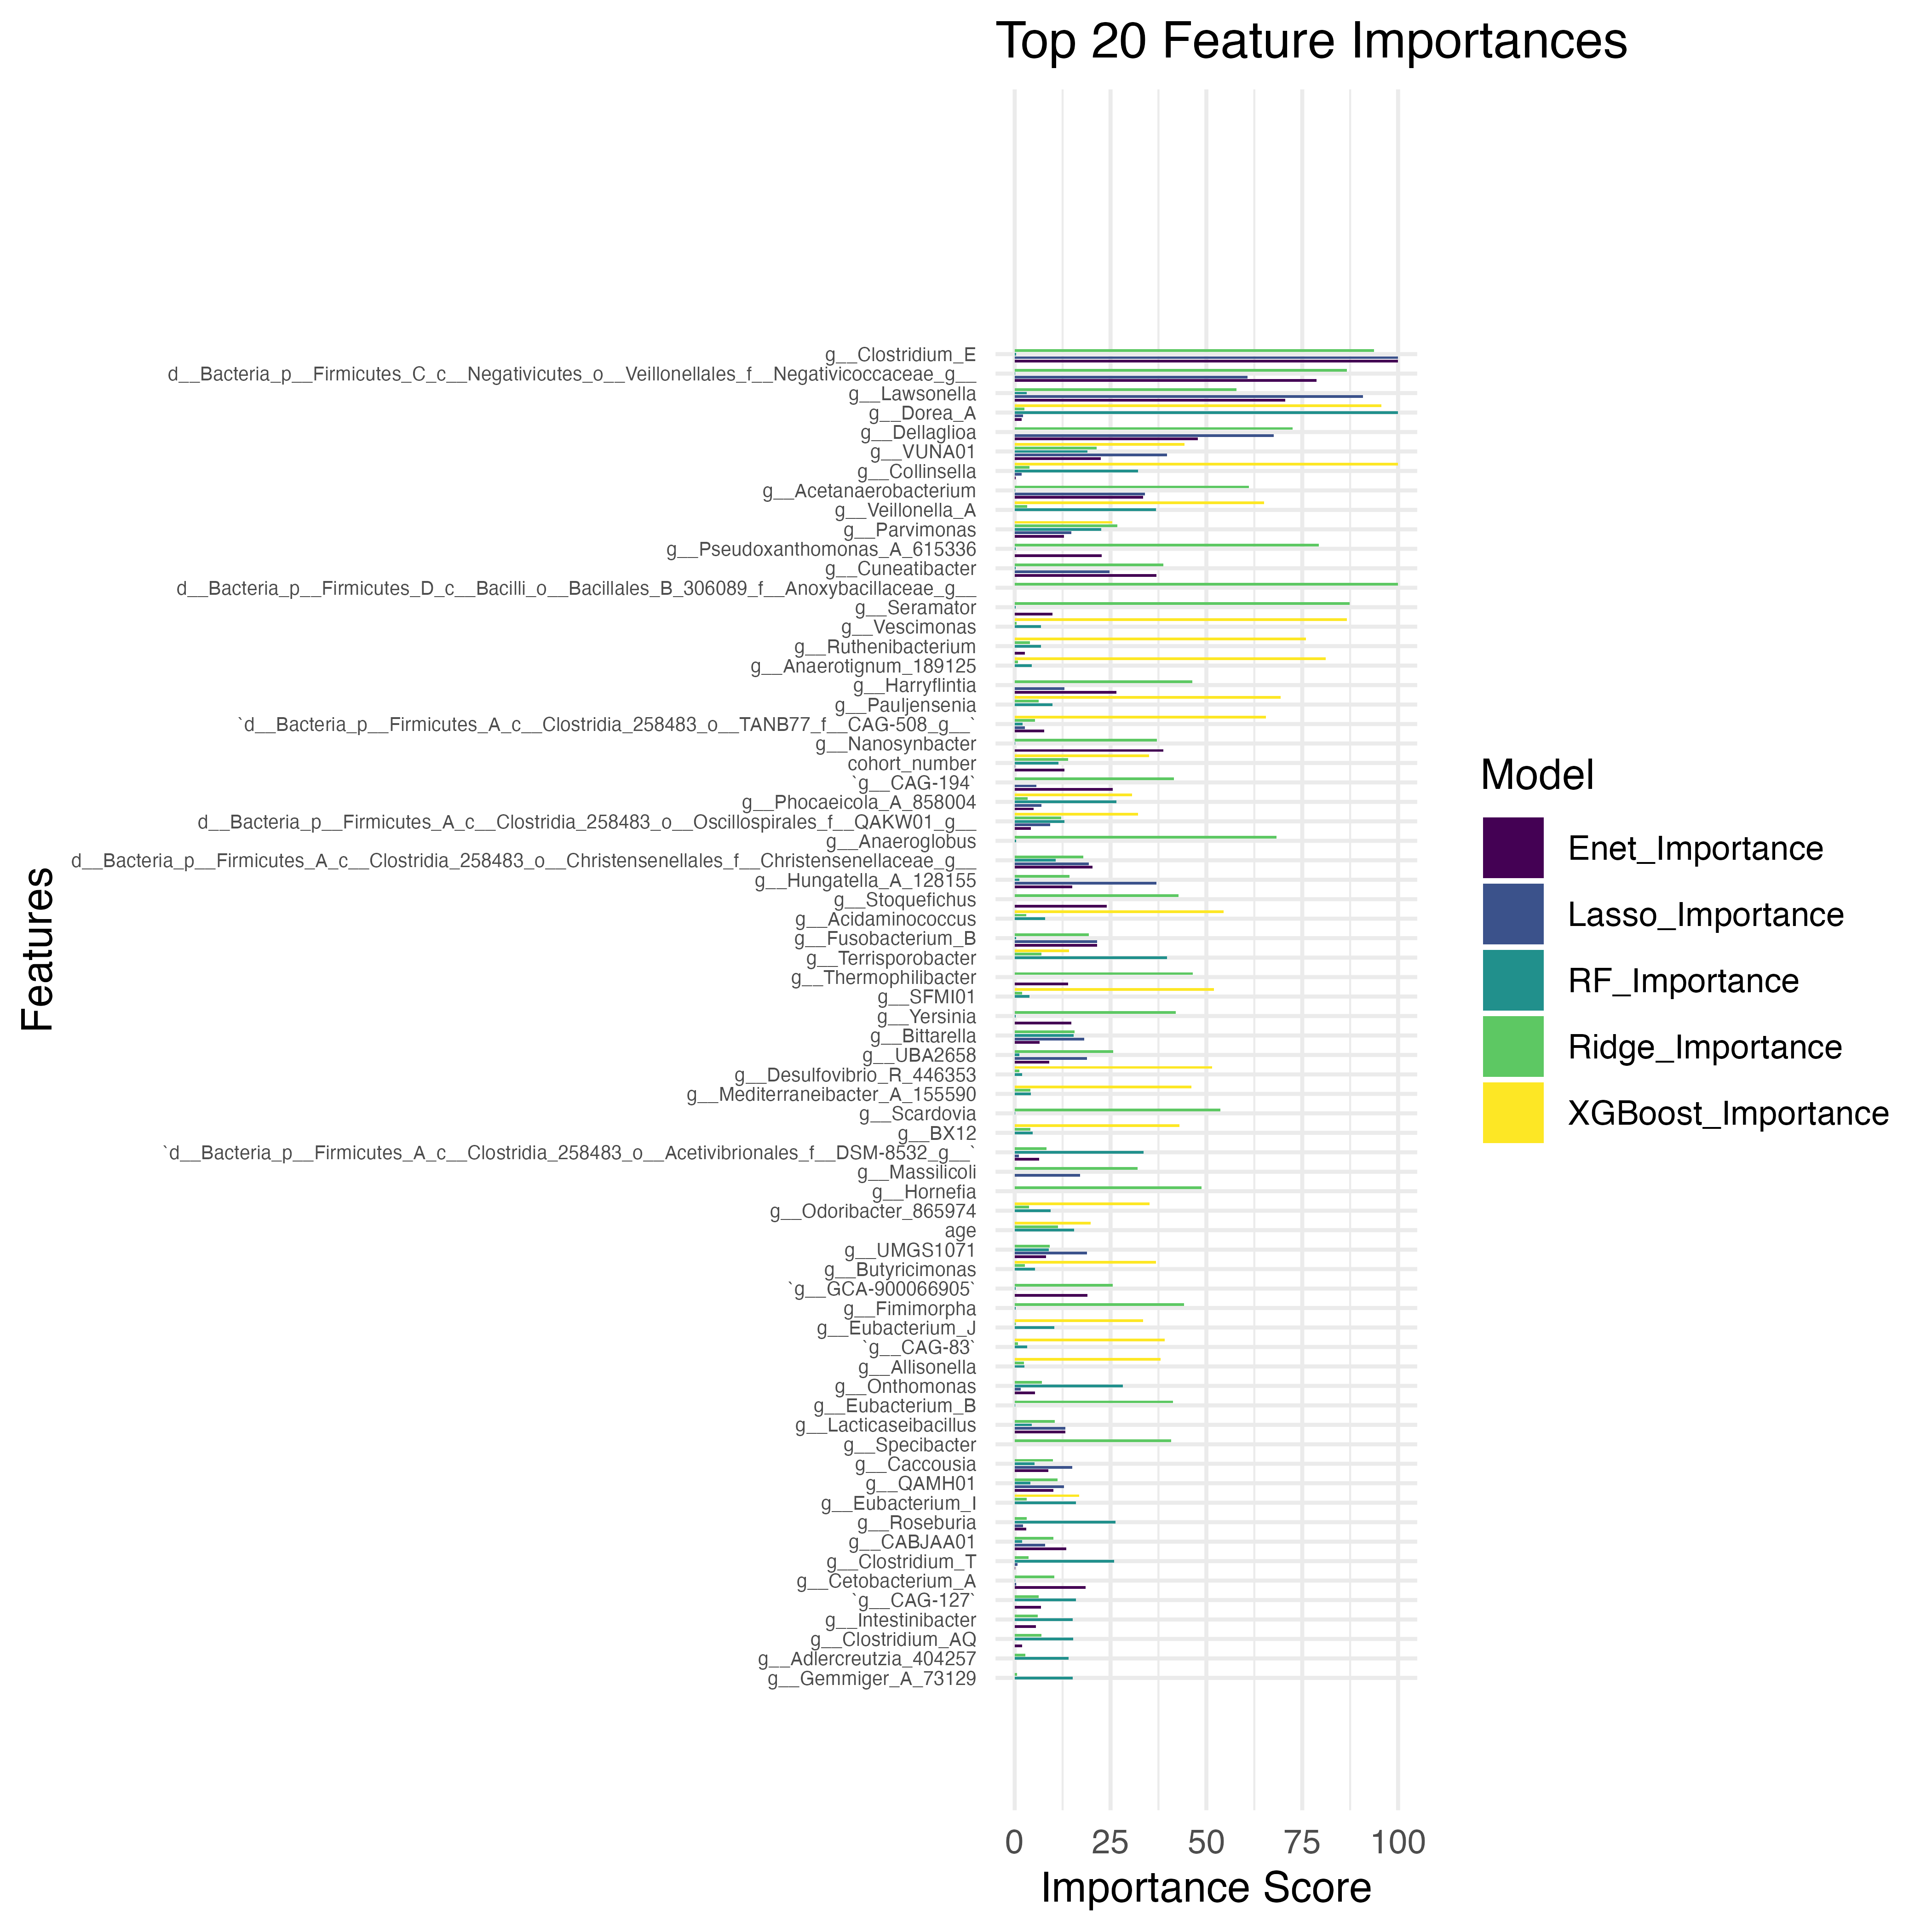 Top 20 Feature Importances
g__Clostridium_E
d__Bacteria_p__Firmicutes_C_c__Negativicutes_o__Veillonellales_f__Negativicoccaceae_g__
g__Lawsonella
g__Dorea_A
g__Dellaglioa
g__VUNA01
g__Collinsella
g__Acetanaerobacterium
g__Veillonella_A
g__Parvimonas
g__Pseudoxanthomonas_A_615336
g__Cuneatibacter
d__Bacteria_p__Firmicutes_D_c__Bacilli_o__Bacillales_B_306089_f__Anoxybacillaceae_g__
g__Seramator
g__Vescimonas
g__Ruthenibacterium
g__Anaerotignum_189125
g__Harryflintia
g__Pauljensenia
`d__Bacteria_p__Firmicutes_A_c__Clostridia_258483_o__TANB77_f__CAG-508_g__`
g__Nanosynbacter
cohort_number
`g__CAG-194`
g__Phocaeicola_A_858004
d__Bacteria_p__Firmicutes_A_c__Clostridia_258483_o__Oscillospirales_f__QAKW01_g__
g__Anaeroglobus
d__Bacteria_p__Firmicutes_A_c__Clostridia_258483_o__Christensenellales_f__Christensenellaceae_g__
g__Hungatella_A_128155
g__Stoquefichus
g__Acidaminococcus
g__Fusobacterium_B
g__Terrisporobacter
g__Thermophilibacter
g__SFMI01
g__Yersinia
g__Bittarella
g__UBA2658
g__Desulfovibrio_R_446353
g__Mediterraneibacter_A_155590
g__Scardovia
g__BX12
`d__Bacteria_p__Firmicutes_A_c__Clostridia_258483_o__Acetivibrionales_f__DSM-8532_g__`
g__Massilicoli
g__Hornefia
g__Odoribacter_865974
age
g__UMGS1071
g__Butyricimonas
`g__GCA-900066905`
g__Fimimorpha
g__Eubacterium_J
`g__CAG-83`
g__Allisonella
g__Onthomonas
g__Eubacterium_B
g__Lacticaseibacillus
g__Specibacter
g__Caccousia
g__QAMH01
g__Eubacterium_I
g__Roseburia
g__CABJAA01
g__Clostridium_T
g__Cetobacterium_A
`g__CAG-127`
g__Intestinibacter
g__Clostridium_AQ
g__Adlercreutzia_404257
g__Gemmiger_A_73129
Features
0 25 50 75 100
Importance Score
Model
Enet_Importance
Lasso_Importance
RF_Importance
Ridge_Importance
XGBoost_Importance